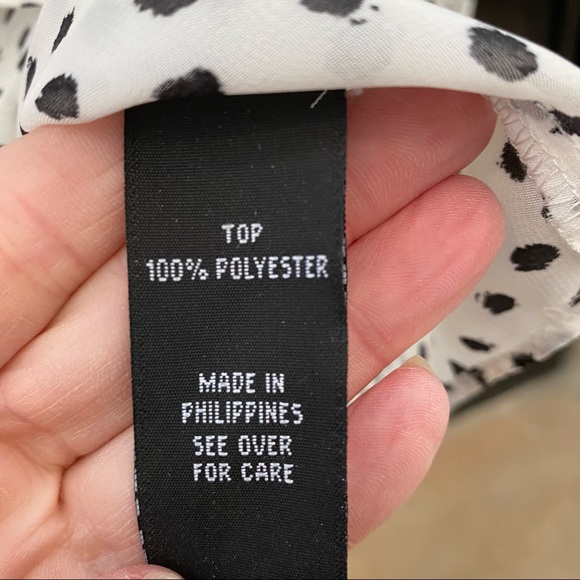 TOP
100% POLYESTER
MADE IN
PHILIPPINES
SEE OVER
FOR CARE